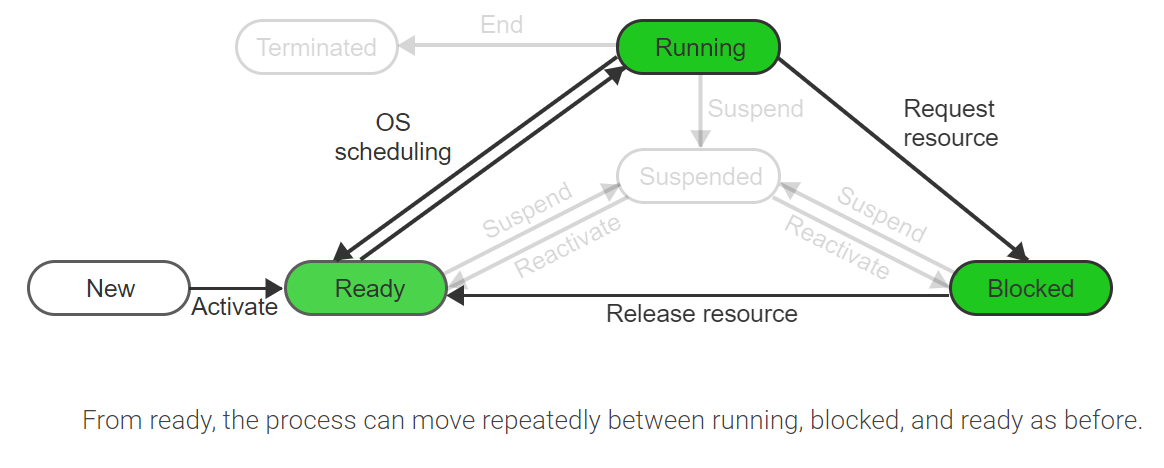 End
Terminated
Running
Suspend
OS
scheduling
Request
resource
Suspended
Suspend
Reactivate
Suspend
Reactivate
New
Activate
Ready
Release resource
Blocked
From ready, the process can move repeatedly between running, blocked, and ready as before.